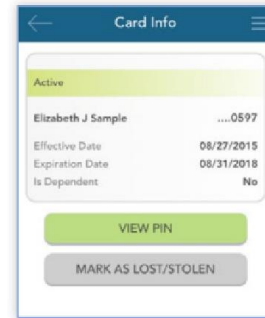 Card Info
Active
Elizabeth J Sample ....0597
Effective Date 08/27/2015
Expiration Date 08/31/2018
Is Dependent No
VIEW PIN
MARK AS LOST/STOLEN